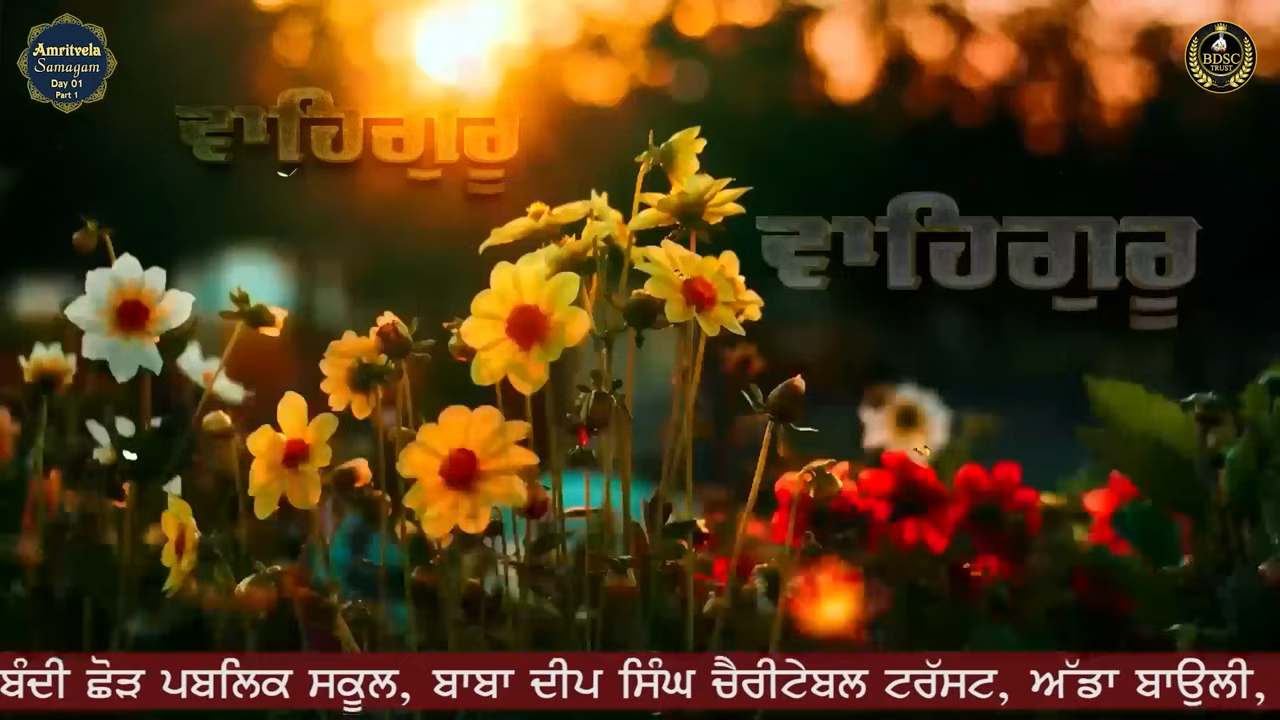 Amritvela
Samagam
Day 01
Part 1
BDSC
TRUST
ਵਾਹਿਗੁਰੂ
ਵਾਹਿਗੁਰੂ
ਬੰਦੀ ਛੋੜ ਪਬਲਿਕ ਸਕੂਲ, ਬਾਬਾ ਦੀਪ ਸਿੰਘ ਚੈਰੀਟੇਬਲ ਟਰੱਸਟ, ਅੱਡਾ ਬਾਉਲੀ,